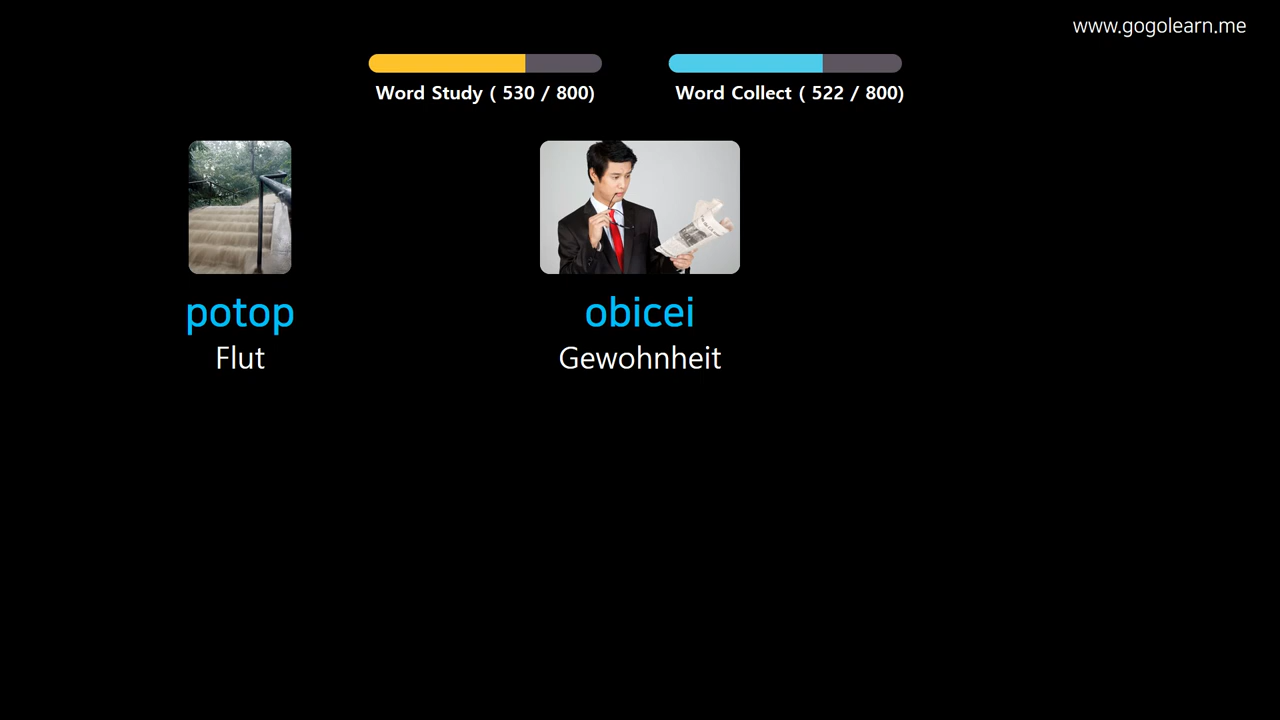 www.gogolearn.me
Word Study ( 530 / 800)
Word Collect ( 522 / 800)
potop
Flut
obicei
Gewohnheit